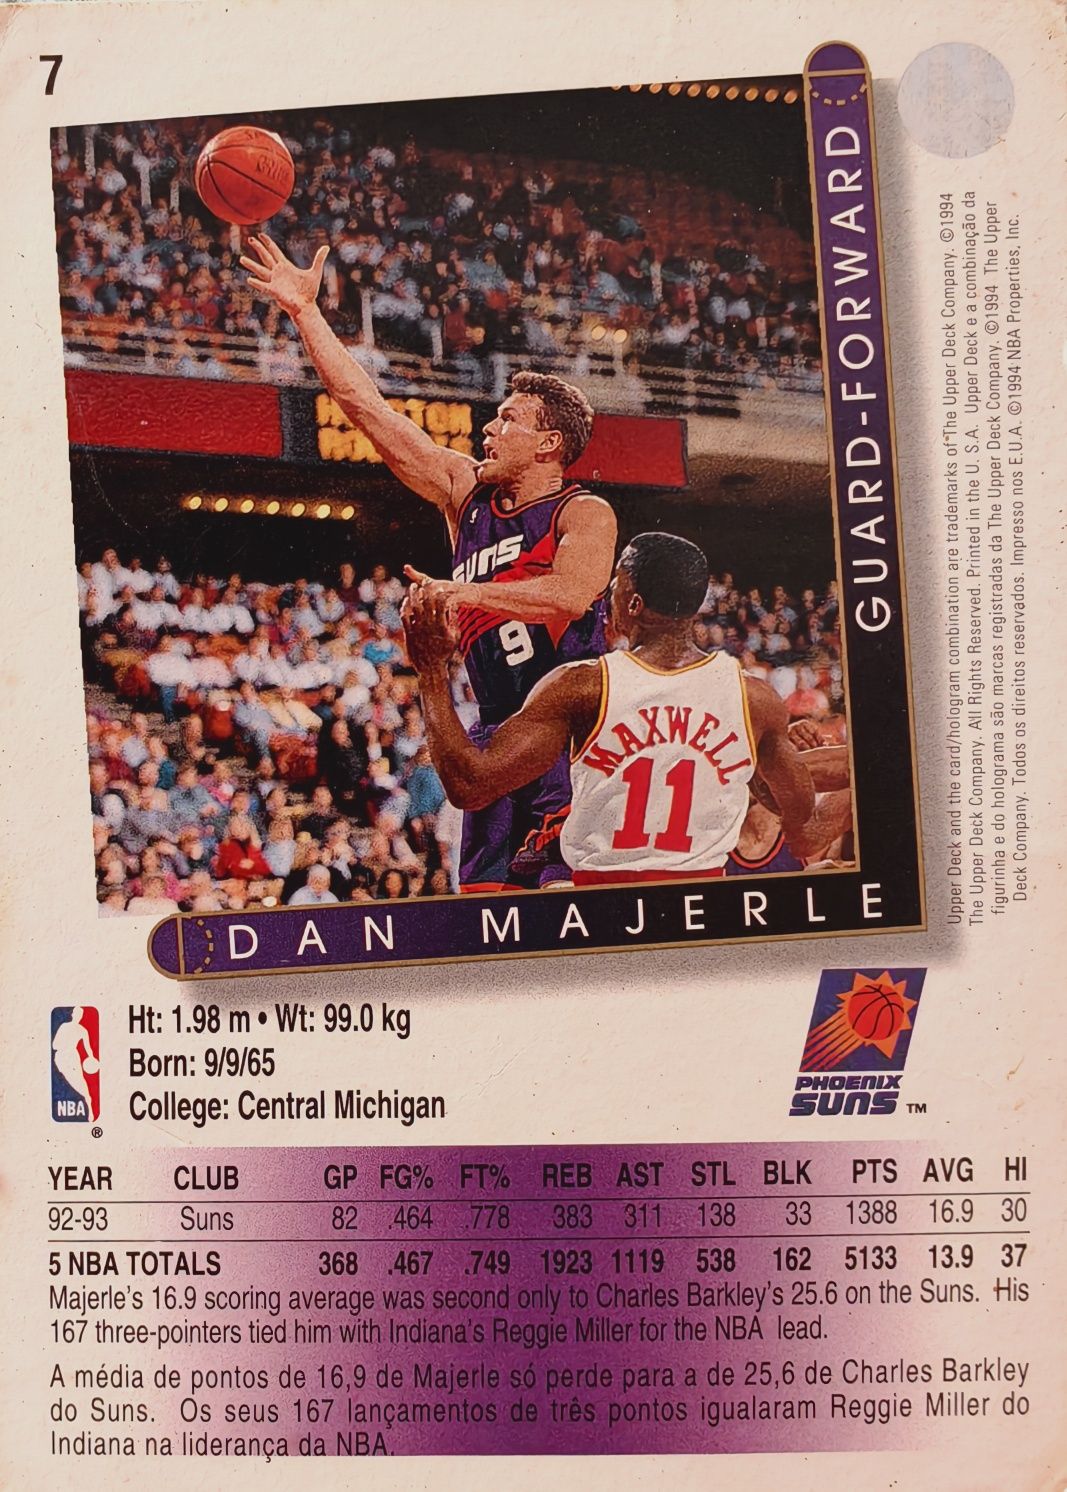 7
GUARD-FORWARD
SUNS
9
MAXWELL
11
DAN MAJERLE
Upper Deck and the card/hologram combination are trademarks of The Upper Deck Company. ©1994
The Upper Deck Company. All Rights Reserved. Printed in the U. S.A. Upper Deck e a combinação da
figurinha e do holograma são marcas registradas da The Upper Deck Company. ©1994 The Upper
Deck Company. Todos os direitos reservados. Impresso nos E.U.A. ©1994 NBA Properties, Inc.
NBA
®
Ht: 1.98 m • Wt: 99.0 kg
Born: 9/9/65
College: Central Michigan
PHOENIX
SUNS TM
YEAR CLUB GP FG% FT% REB AST STL BLK PTS AVG HI
92-93 Suns 82 .464 .778 383 311 138 33 1388 16.9 30
5 NBA TOTALS 368 .467 .749 1923 1119 538 162 5133 13.9 37
Majerle's 16.9 scoring average was second only to Charles Barkley's 25.6 on the Suns. His
167 three-pointers tied him with Indiana's Reggie Miller for the NBA lead.
A média de pontos de 16,9 de Majerle só perde para a de 25,6 de Charles Barkley
do Suns. Os seus 167 lançamentos de três pontos igualaram Reggie Miller do
Indiana na liderança da NBA.